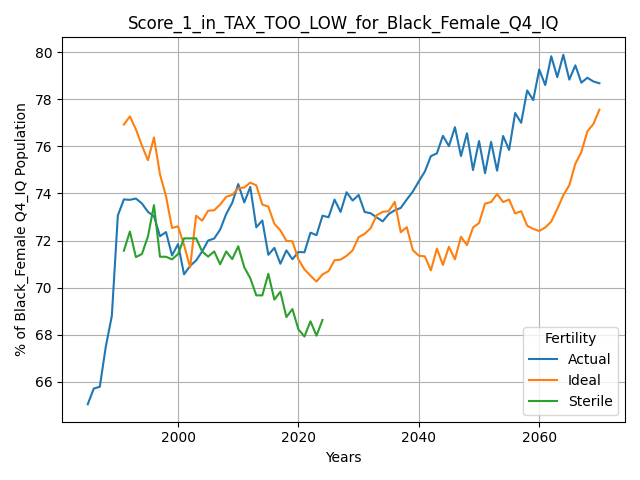 Score_1_in_TAX_TOO_LOW_for_Black_Female_Q4_IQ
% of Black_Female Q4_IQ Population
80
78
76
74
72
70
68
66
2000
2020
2040
2060
Years
Fertility
Actual
Ideal
Sterile